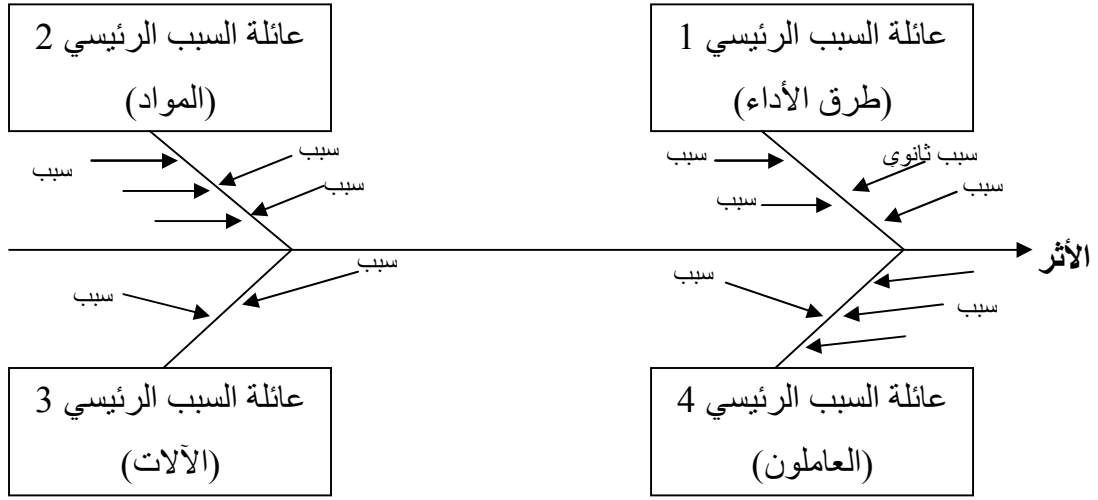 عائلة السبب الرئيسي 1
(طرق الأداء)
عائلة السبب الرئيسي 2
(المواد)
سبب ثانوي
سبب
سبب
سبب
سبب
سبب
سبب
الأثر
سبب
سبب
سبب
سبب
عائلة السبب الرئيسي 4
(العاملون)
عائلة السبب الرئيسي 3
(الآلات)